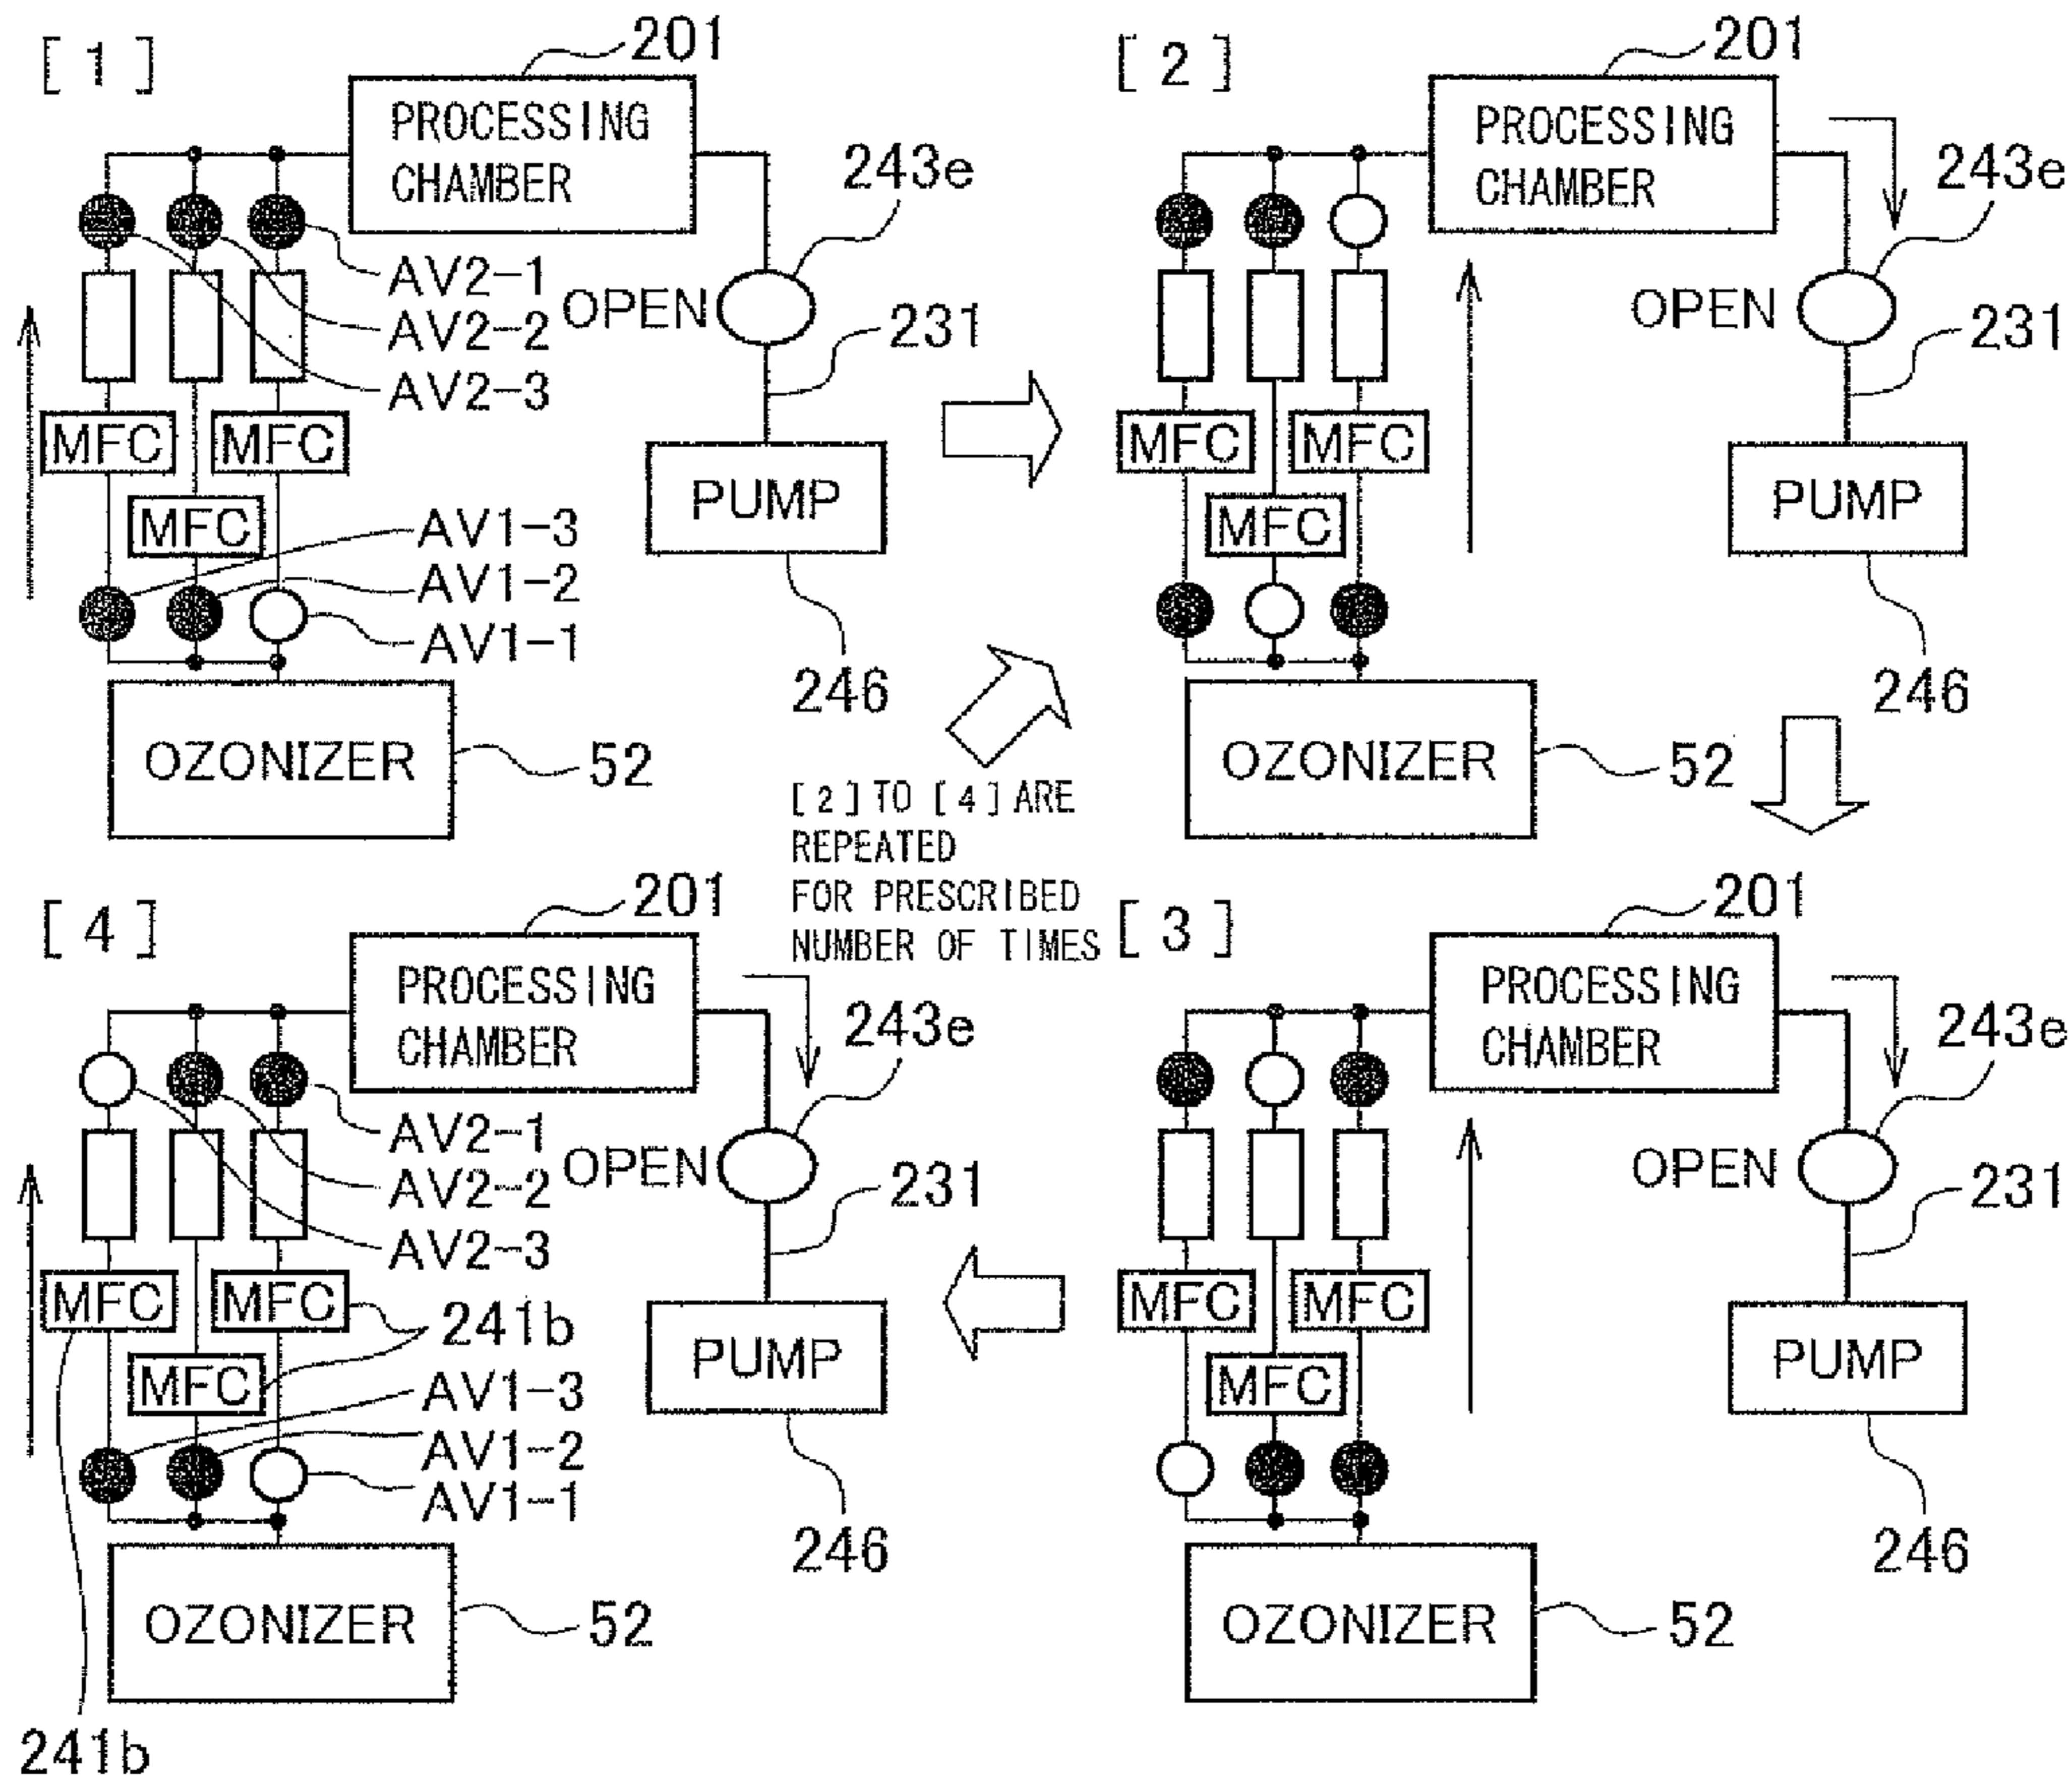 [1]
201
PROCESSING
CHAMBER
243e
AV2-1
OPEN
AV2-2
231
AV2-3
MFC
MFC
PUMP
MFC
AV1-3
AV1-2
AV1-1
246
OZONIZER
52
[2]
201
PROCESSING
CHAMBER
243e
OPEN
231
MFC
MFC
PUMP
MFC
246
OZONIZER
52
[2] TO [4] ARE
REPEATED
FOR PRESCRIBED
NUMBER OF TIMES
[4]
201
PROCESSING
CHAMBER
243e
AV2-1
OPEN
AV2-2
231
AV2-3
MFC
MFC
241b
PUMP
MFC
AV1-3
AV1-2
AV1-1
246
OZONIZER
52
241b
[3]
201
PROCESSING
CHAMBER
243e
OPEN
231
MFC
MFC
PUMP
MFC
246
OZONIZER
52